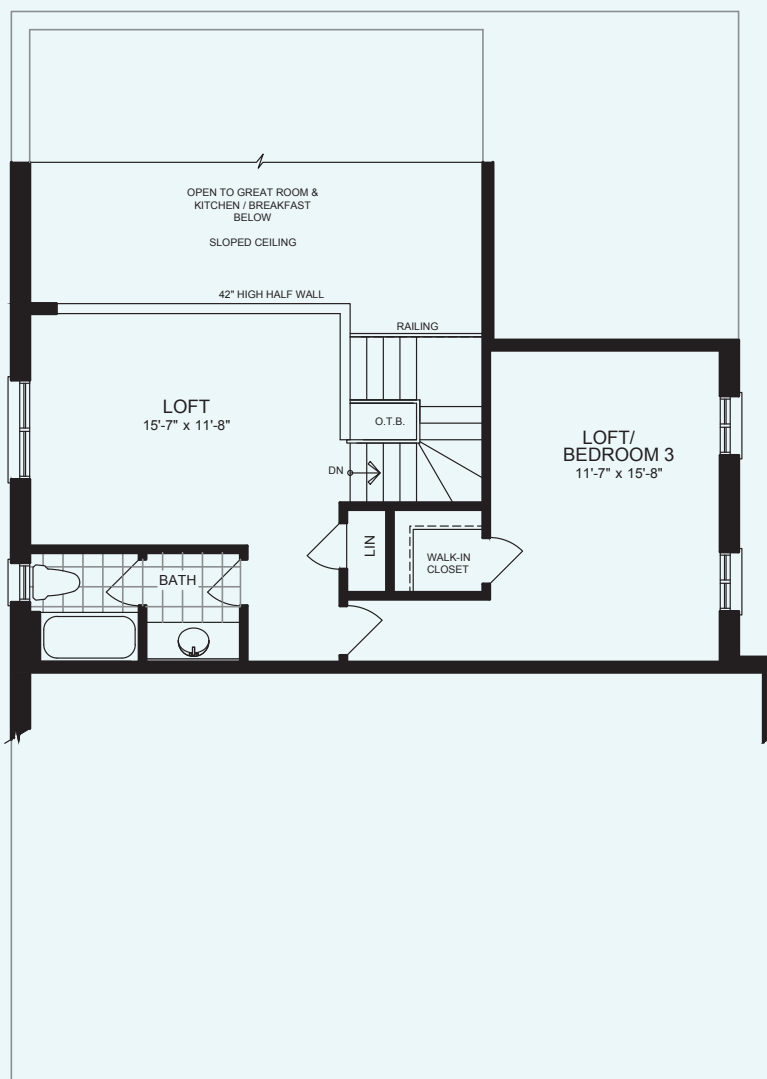 OPEN TO GREAT ROOM &
KITCHEN / BREAKFAST
BELOW
SLOPED CEILING
42" HIGH HALF WALL
RAILING
LOFT
15'-7" x 11'-8"
O.T.B.
LOFT/
BEDROOM 3
11'-7" x 15'-8"
DN
LIN
WALK-IN
CLOSET
BATH